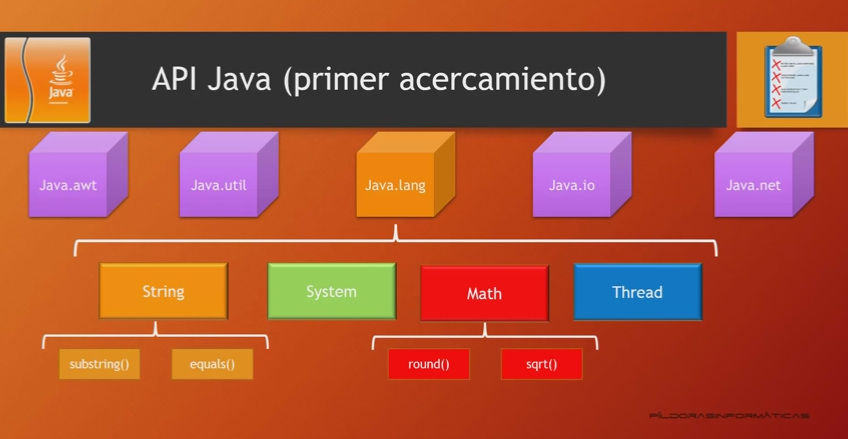 Java
API Java (primer acercamiento)
Java.awt
Java.util
Java.lang
Java.io
Java.net
String
System
Math
Thread
substring()
equals()
round()
sqrt()
PÍLDORASINFORMÁTICAS